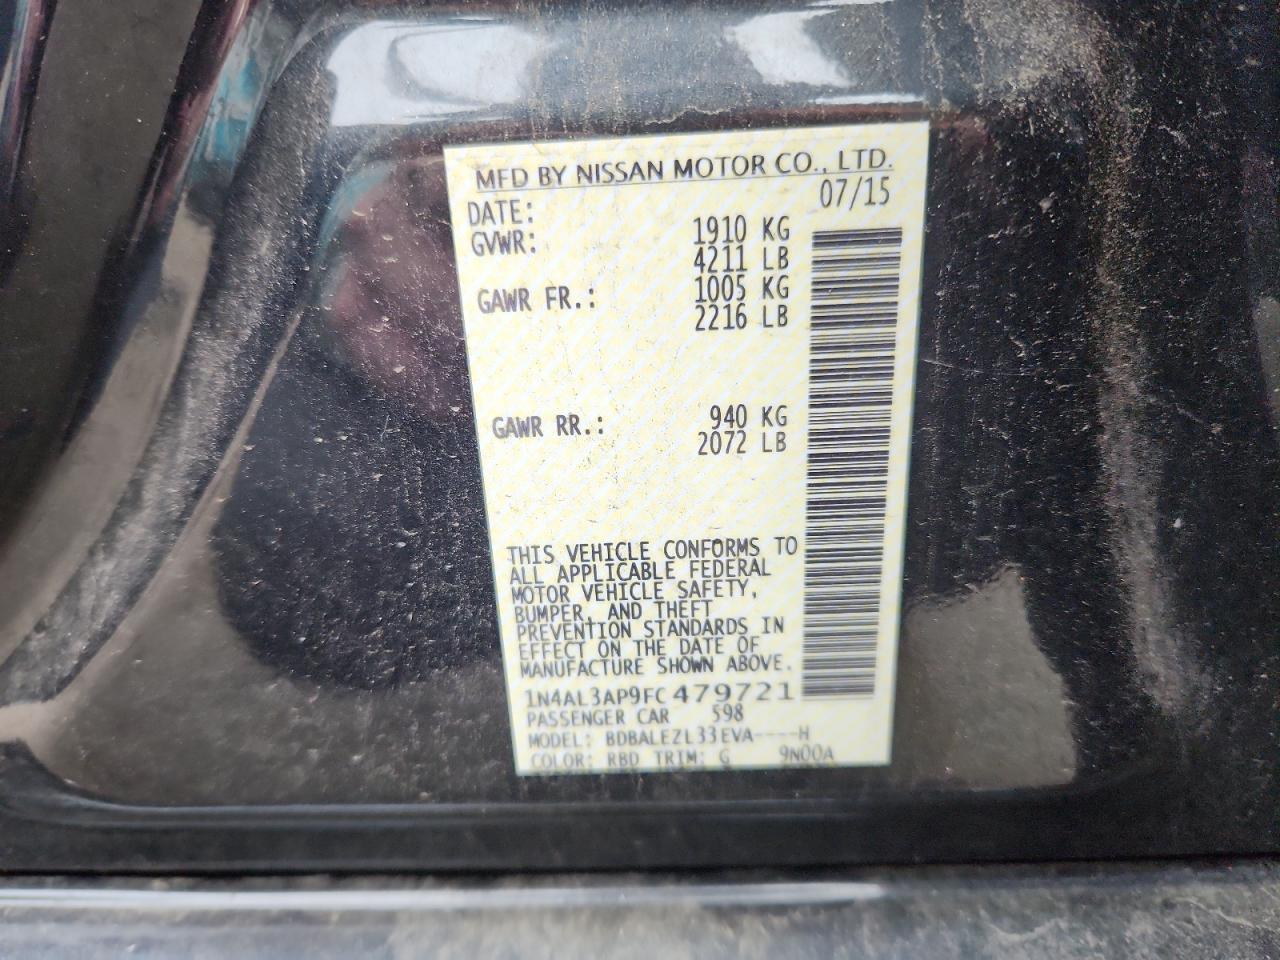 MFD BY NISSAN MOTOR CO., LTD.
DATE: 07/15
GVWR: 1910 KG
4211 LB
GAWR FR.: 1005 KG
2216 LB
GAWR RR.: 940 KG
2072 LB
THIS VEHICLE CONFORMS TO
ALL APPLICABLE FEDERAL
MOTOR VEHICLE SAFETY,
BUMPER, AND THEFT
PREVENTION STANDARDS IN
EFFECT ON THE DATE OF
MANUFACTURE SHOWN ABOVE.
1N4AL3AP9FC479721
PASSENGER CAR 598
MODEL: BDBALEZL33EVA----H
COLOR: RBD TRIM: G 9N00A